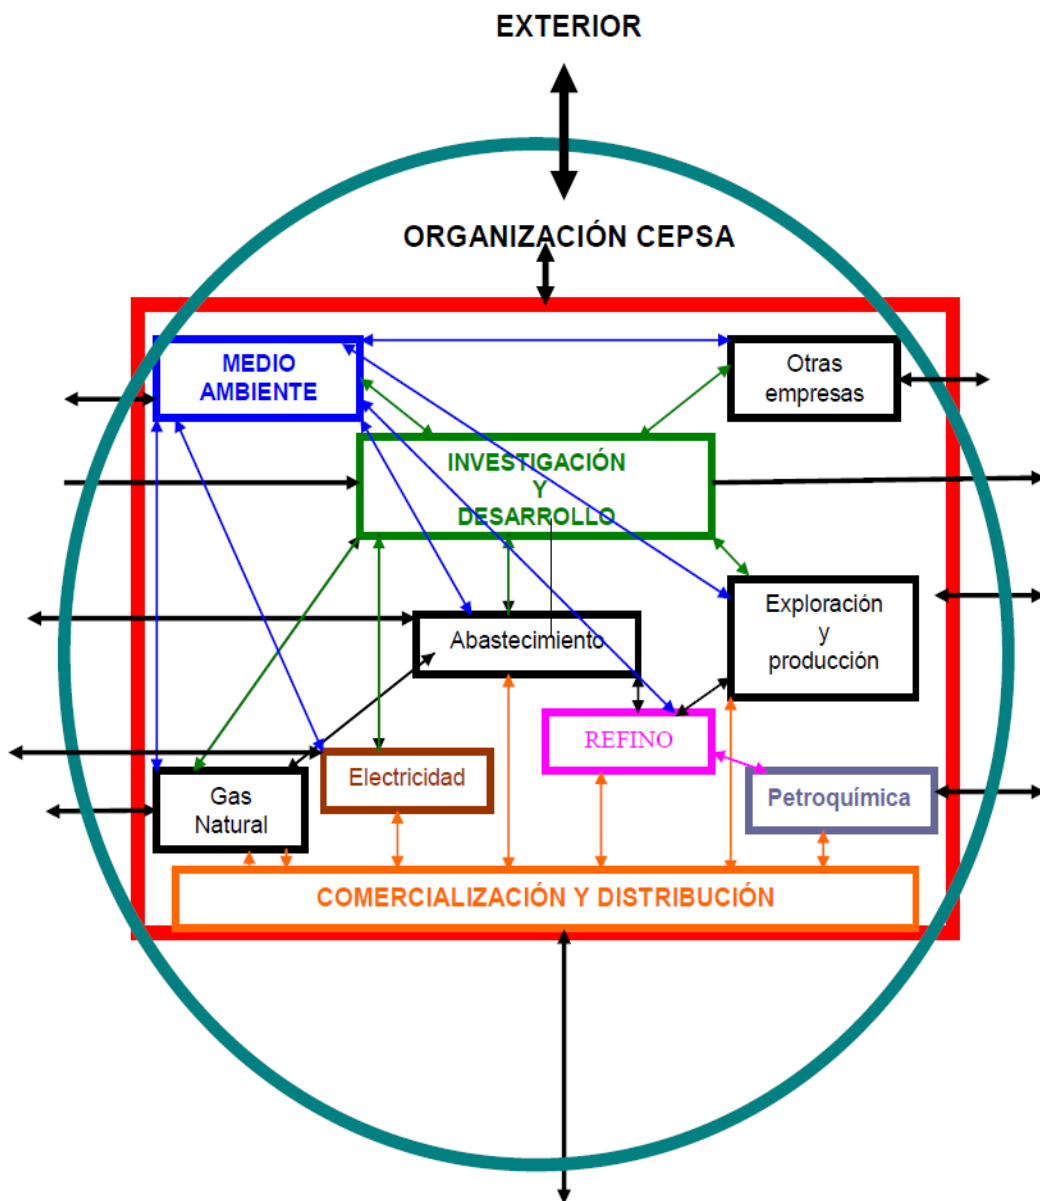 EXTERIOR
ORGANIZACIÓN CEPSA
MEDIO
AMBIENTE
Otras
empresas
INVESTIGACIÓN
Y
DESARROLLO
Exploración
y
producción
Abastecimiento
REFINO
Electricidad
Petroquímica
Gas
Natural
COMERCIALIZACIÓN Y DISTRIBUCIÓN